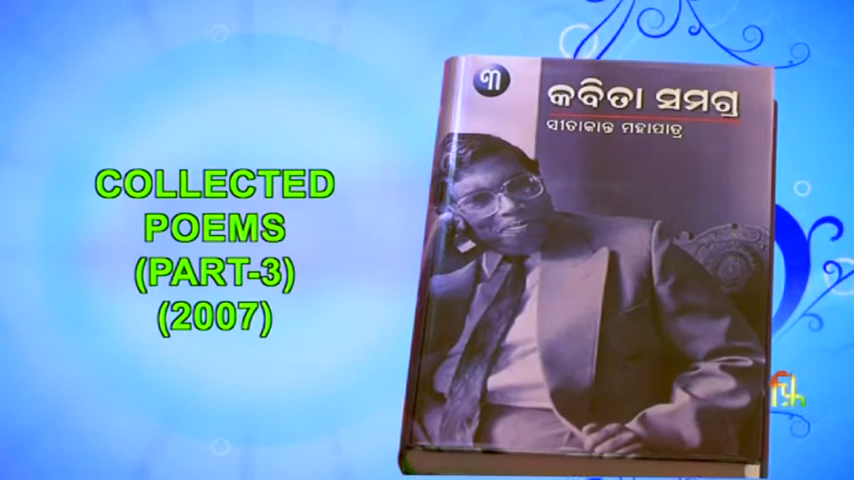 COLLECTED
POEMS
(PART-3)
(2007)
୩
କବିତା ସମଗ୍ର
ସୀତାକାନ୍ତ ମହାପାତ୍ର